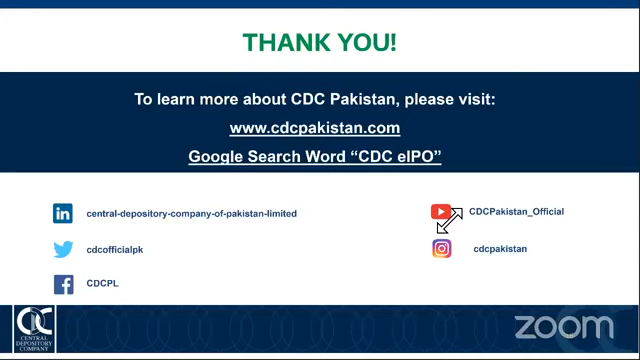 THANK YOU!
To learn more about CDC Pakistan, please visit:
www.cdcpakistan.com
Google Search Word “CDC eIPO”
central-depository-company-of-pakistan-limited
CDCPakistan_Official
cdcofficialpk
cdcpakistan
CDCPL
CENTRAL
DEPOSITORY
COMPANY
zoom